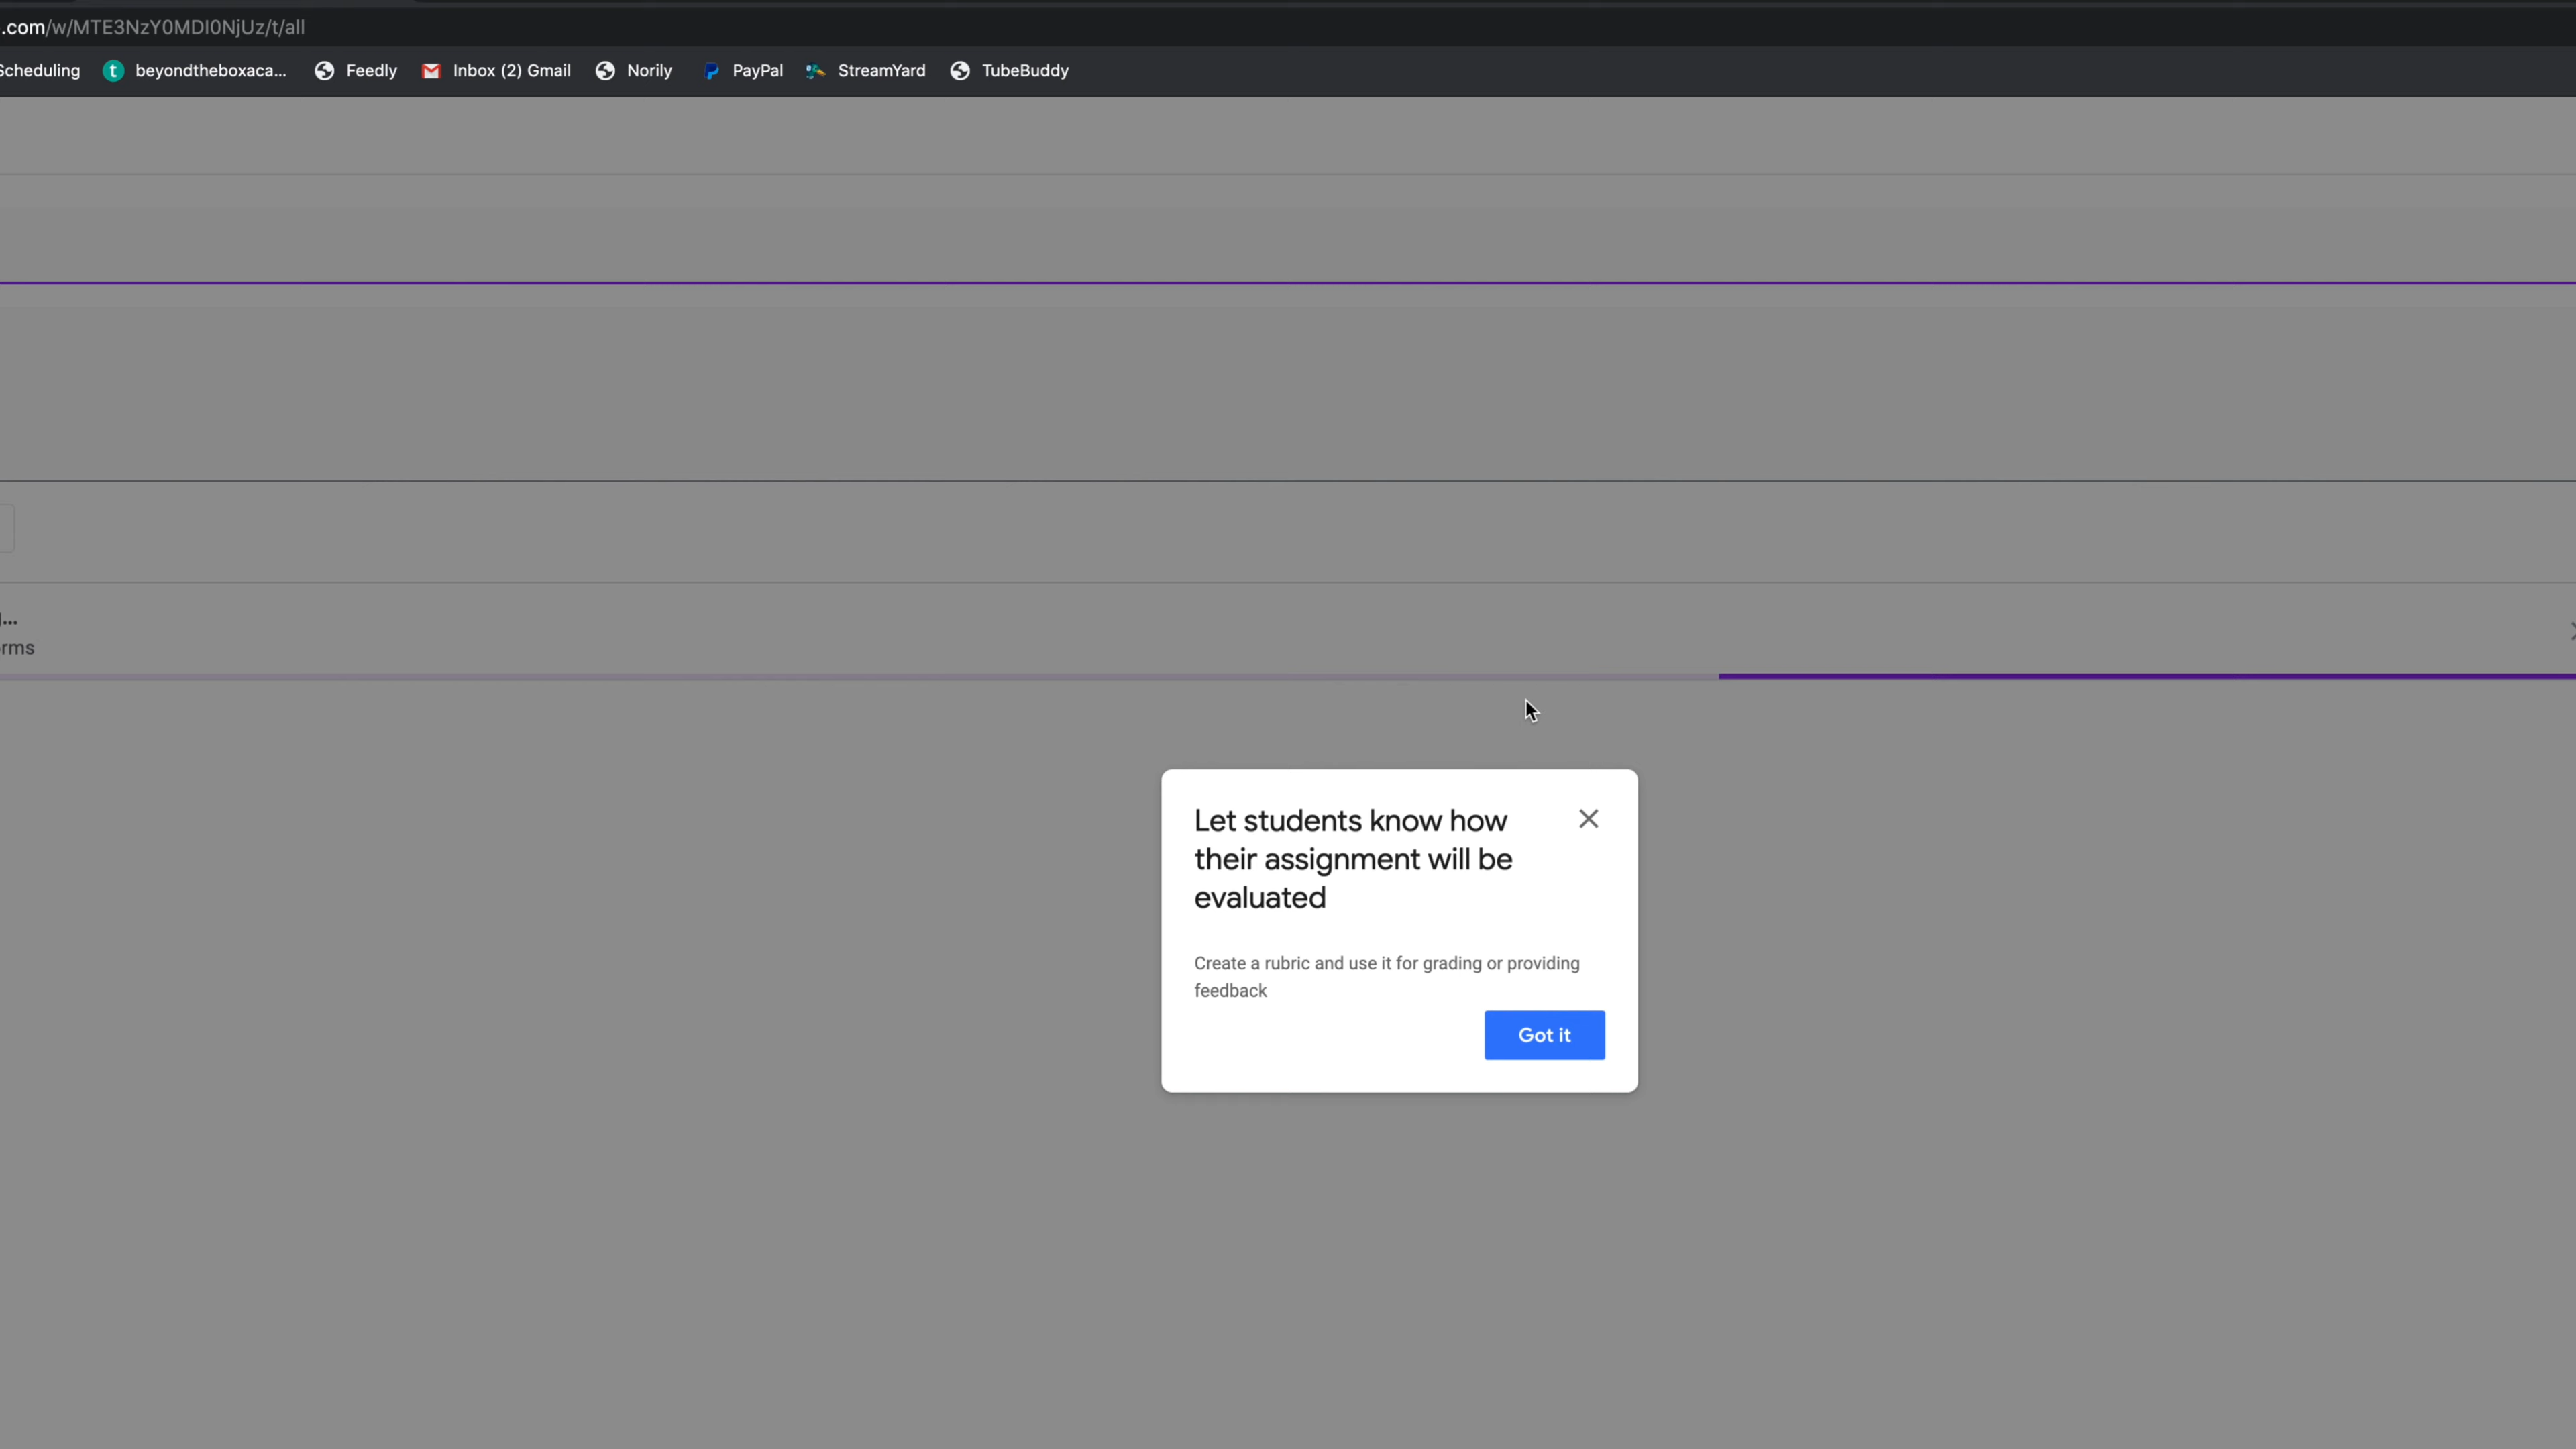 .com/w/MTE3NzY0MDI0NjUz/t/all
Scheduling beyondtheboxaca... Feedly Inbox (2) Gmail Norily PayPal StreamYard TubeBuddy
...
rms
Let students know how
their assignment will be
evaluated
Create a rubric and use it for grading or providing
feedback
Got it